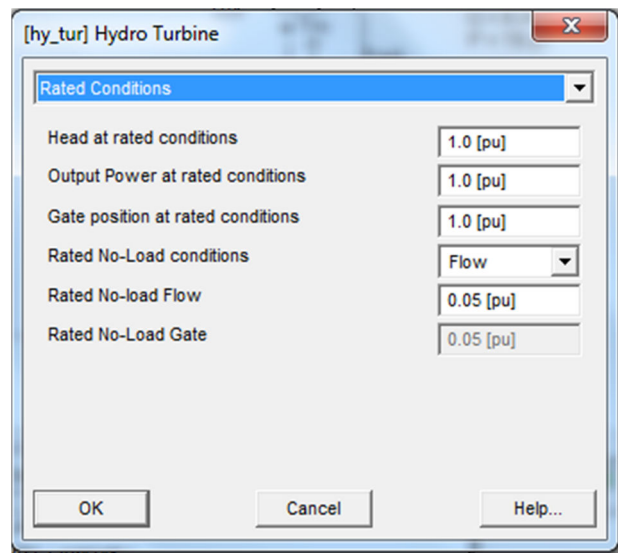 [hy_tur] Hydro Turbine
Rated Conditions
Head at rated conditions 1.0 [pu]
Output Power at rated conditions 1.0 [pu]
Gate position at rated conditions 1.0 [pu]
Rated No-Load conditions Flow
Rated No-load Flow 0.05 [pu]
Rated No-Load Gate 0.05 [pu]
OK Cancel Help...